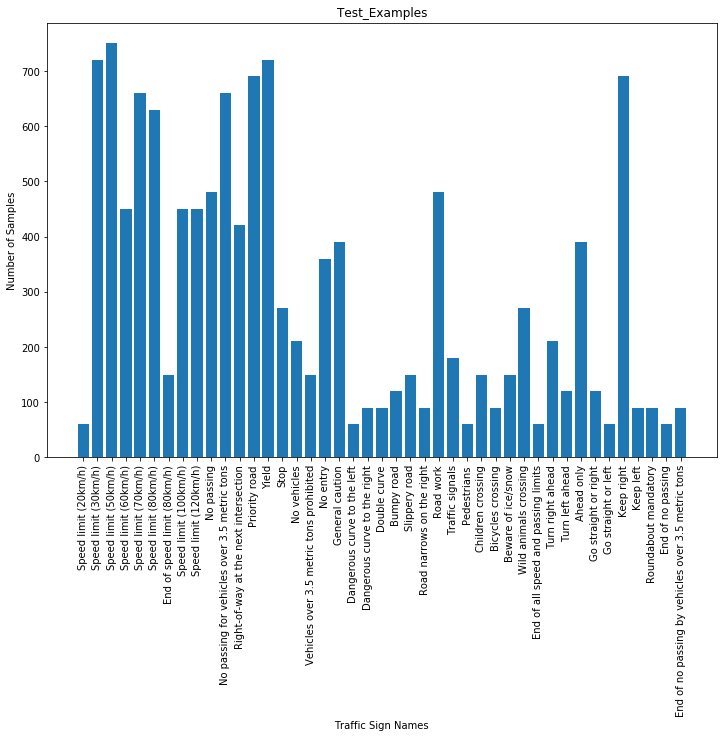 Test_Examples
Number of Samples
700
600
500
400
300
200
100
0
Speed limit (20km/h)
Speed limit (30km/h)
Speed limit (50km/h)
Speed limit (60km/h)
Speed limit (70km/h)
Speed limit (80km/h)
End of speed limit (80km/h)
Speed limit (100km/h)
Speed limit (120km/h)
No passing
No passing for vehicles over 3.5 metric tons
Right-of-way at the next intersection
Priority road
Yield
Stop
No vehicles
Vehicles over 3.5 metric tons prohibited
No entry
General caution
Dangerous curve to the left
Dangerous curve to the right
Double curve
Bumpy road
Slippery road
Road narrows on the right
Road work
Traffic signals
Pedestrians
Children crossing
Bicycles crossing
Beware of ice/snow
Wild animals crossing
End of all speed and passing limits
Turn right ahead
Turn left ahead
Ahead only
Go straight or right
Go straight or left
Keep right
Keep left
Roundabout mandatory
End of no passing
End of no passing by vehicles over 3.5 metric tons
Traffic Sign Names